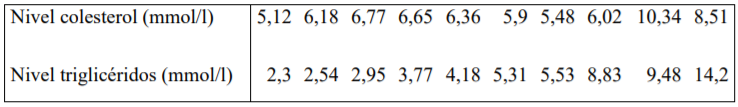 Nivel colesterol (mmol/l) 5,12 6,18 6,77 6,65 6,36 5,9 5,48 6,02 10,34 8,51
Nivel triglicéridos (mmol/l) 2,3 2,54 2,95 3,77 4,18 5,31 5,53 8,83 9,48 14,2